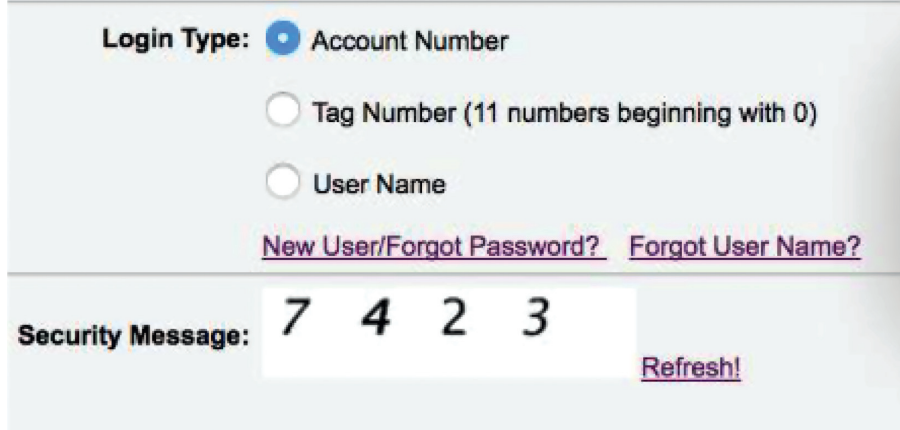 Login Type: Account Number
Tag Number (11 numbers beginning with 0)
User Name
New User/Forgot Password? Forgot User Name?
Security Message: 7 4 2 3
Refresh!